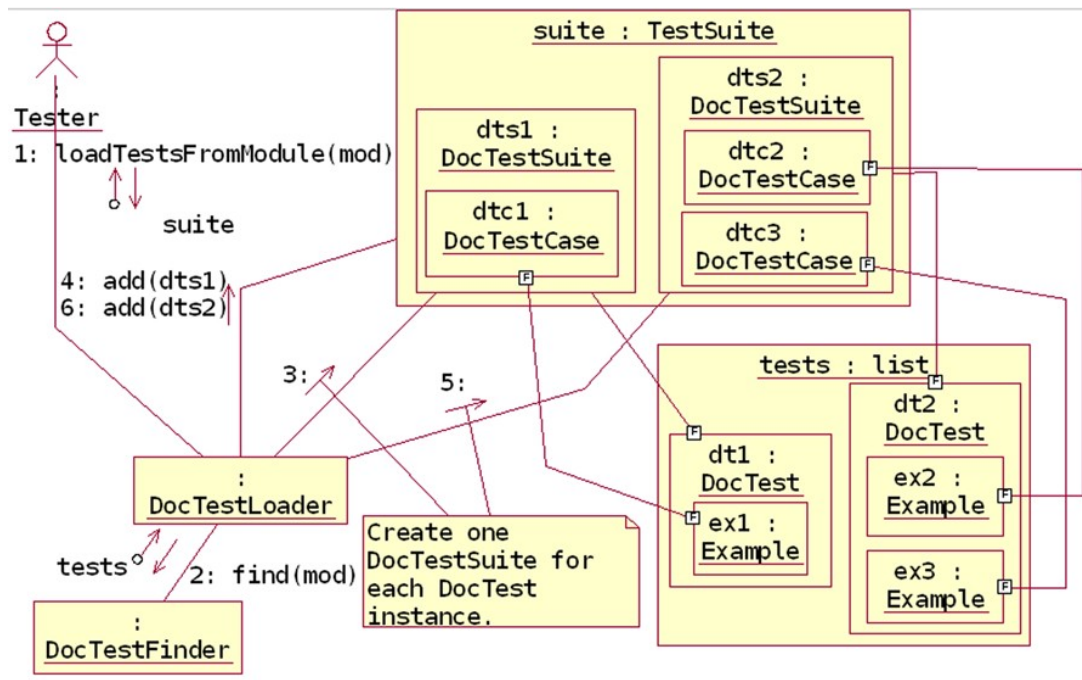 :
Tester
1: loadTestsFromModule(mod)
suite
4: add(dts1)
6: add(dts2)
suite : TestSuite
dts1 :
DocTestSuite
dtc1 :
DocTestCase
F
dts2 :
DocTestSuite
dtc2 :
DocTestCase
F
dtc3 :
DocTestCase
F
3:
5:
tests : list
F
F
dt1 :
DocTest
F
ex1 :
Example
dt2 :
DocTest
ex2 :
Example
F
ex3 :
Example
F
:
DocTestLoader
tests
2: find(mod)
:
DocTestFinder
Create one
DocTestSuite for
each DocTest
instance.